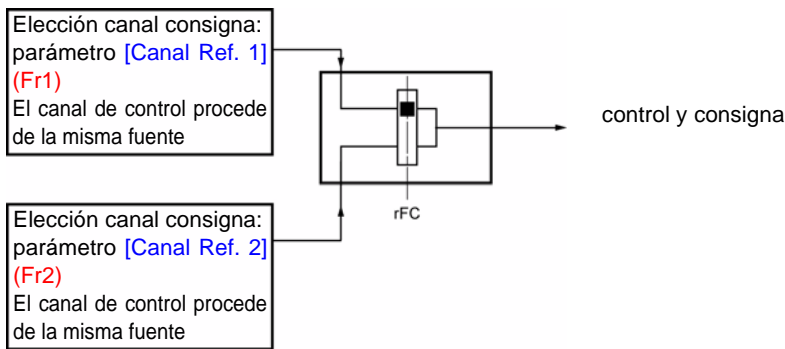 Elección canal consigna:
parámetro [Canal Ref. 1]
(Fr1)
El canal de control procede
de la misma fuente
control y consigna
rFC
Elección canal consigna:
parámetro [Canal Ref. 2]
(Fr2)
El canal de control procede
de la misma fuente